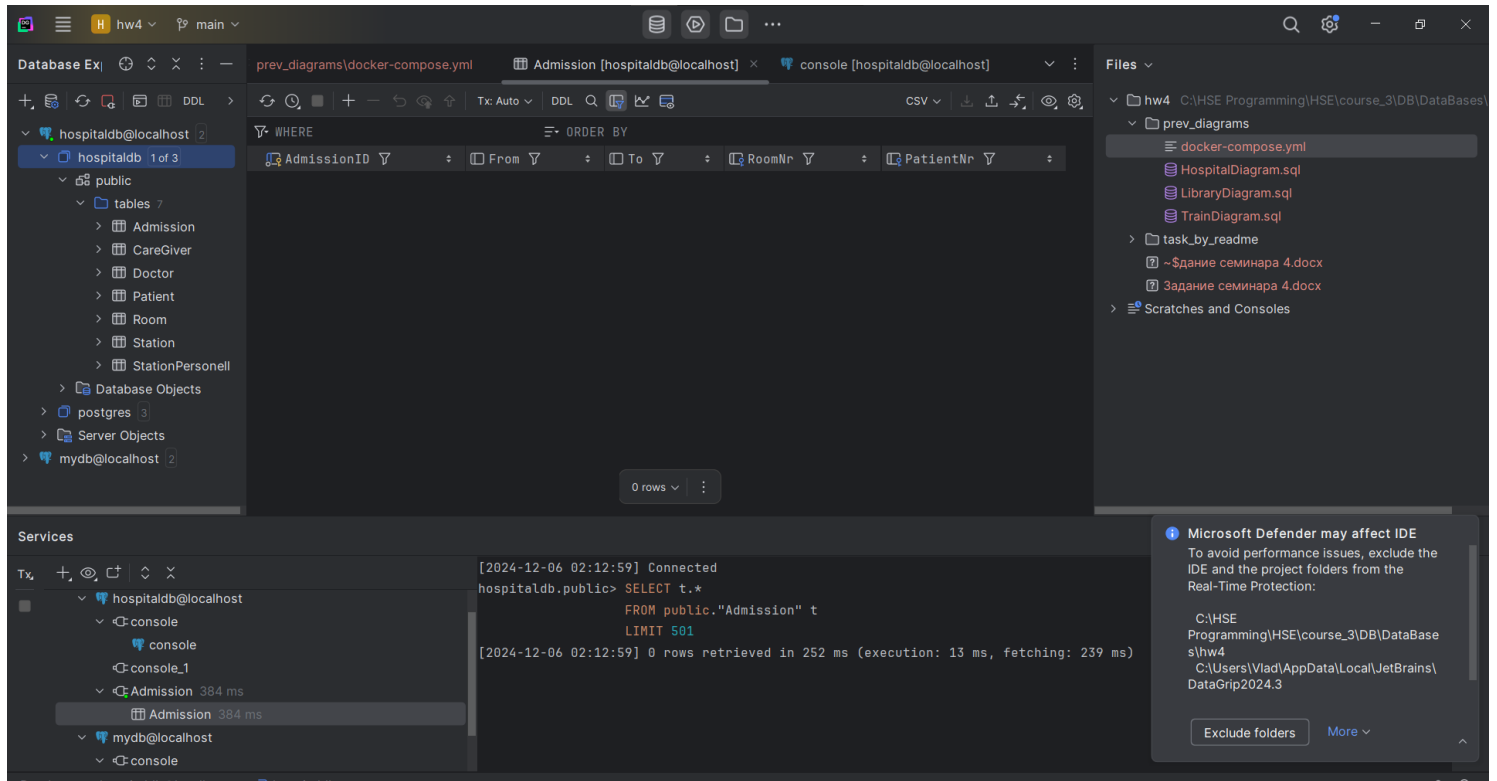 H hw4 main
Database Ex
DDL
hospitaldb@localhost 2
hospitaldb 1 of 3
public
tables 7
Admission
CareGiver
Doctor
Patient
Room
Station
StationPersonell
Database Objects
postgres 3
Server Objects
mydb@localhost 2
prev_diagrams\docker-compose.yml Admission [hospitaldb@localhost] console [hospitaldb@localhost]
Tx: Auto DDL CSV
WHERE ORDER BY
AdmissionID From To RoomNr PatientNr
0 rows
Files
hw4 C:\HSE Programming\HSE\course_3\DB\DataBases\
prev_diagrams
docker-compose.yml
HospitalDiagram.sql
LibraryDiagram.sql
TrainDiagram.sql
task_by_readme
~$дание семинара 4.docx
Задание семинара 4.docx
Scratches and Consoles
Services
Tx
hospitaldb@localhost
console
console
console_1
Admission 384 ms
Admission 384 ms
mydb@localhost
console
[2024-12-06 02:12:59] Connected
hospitaldb.public> SELECT t.*
FROM public."Admission" t
LIMIT 501
[2024-12-06 02:12:59] 0 rows retrieved in 252 ms (execution: 13 ms, fetching: 239 ms)
Microsoft Defender may affect IDE
To avoid performance issues, exclude the
IDE and the project folders from the
Real-Time Protection:
C:\HSE
Programming\HSE\course_3\DB\DataBase
s\hw4
C:\Users\Vlad\AppData\Local\JetBrains\
DataGrip2024.3
Exclude folders More